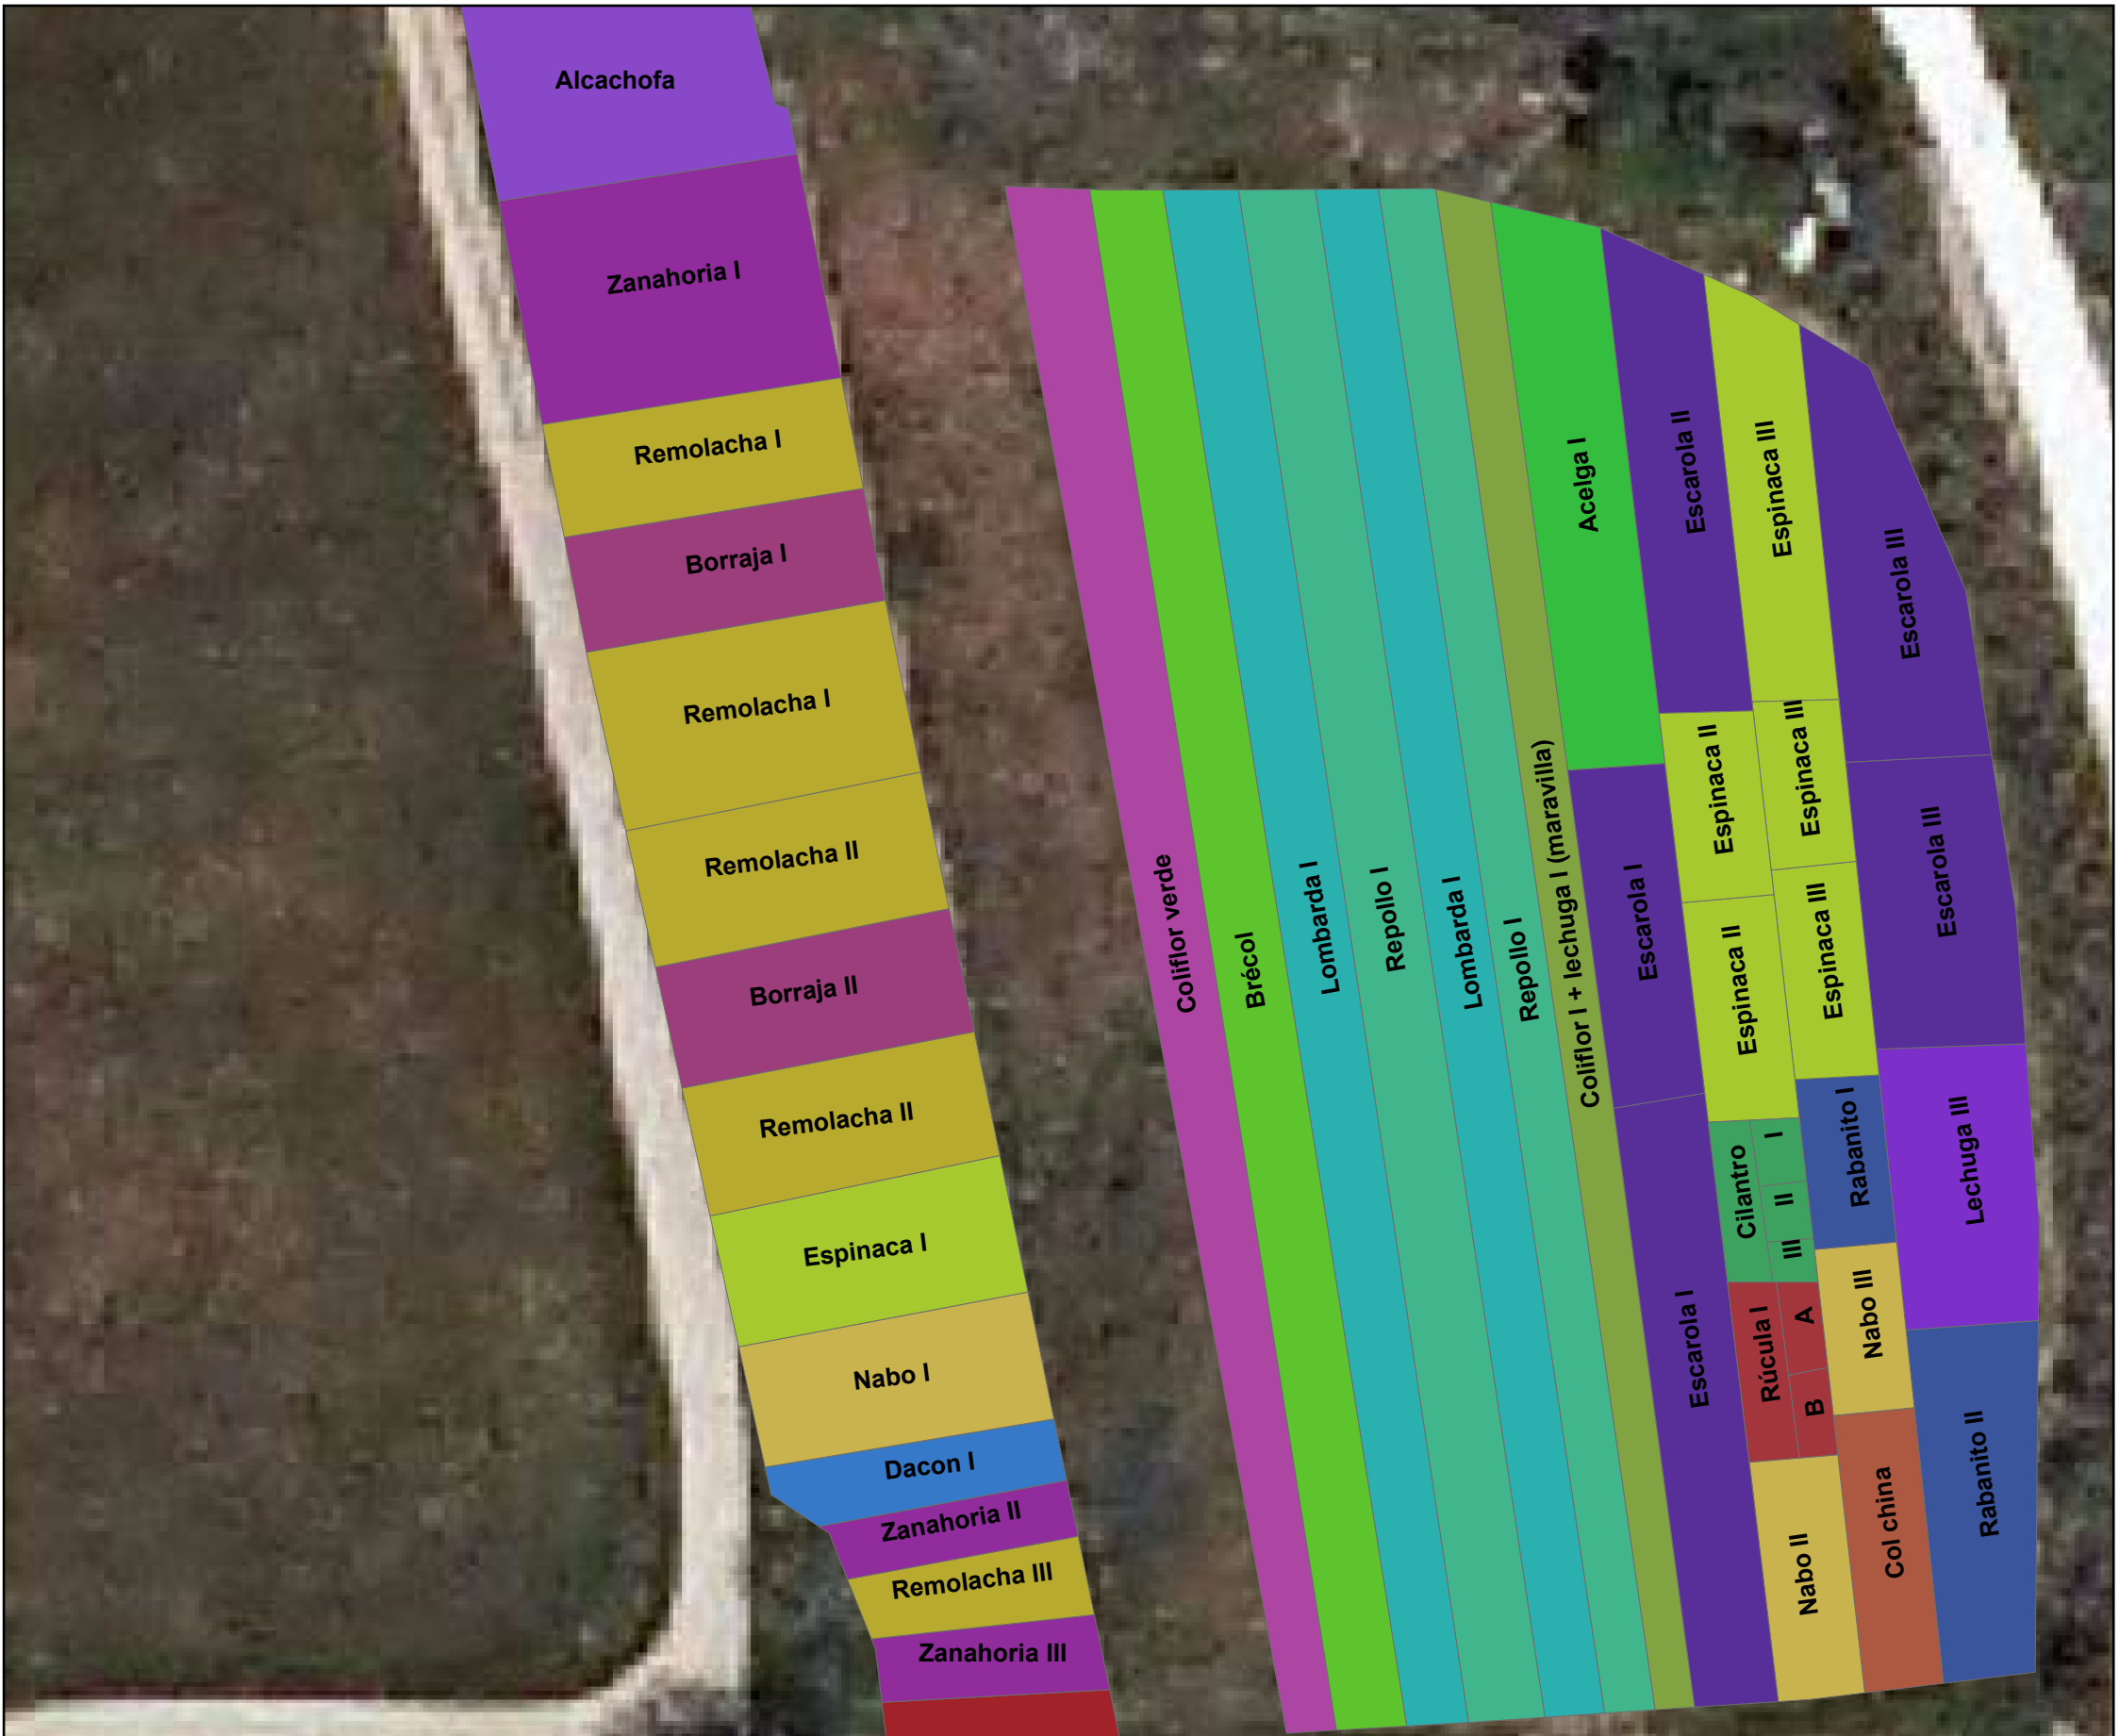 Alcachofa
Zanahoria I
Remolacha I
Borraja I
Remolacha I
Remolacha II
Borraja II
Remolacha II
Espinaca I
Nabo I
Dacon I
Zanahoria II
Remolacha III
Zanahoria III
Coliflor verde
Brécol
Lombarda I
Repollo I
Lombarda I
Repollo I
Coliflor I + lechuga I (maravilla)
Acelga I
Escarola I
Escarola I
Escarola II
Espinaca II
Espinaca II
Cilantro
I
II
III
Rúcula I
A
B
Nabo II
Espinaca III
Espinaca III
Espinaca III
Rabanito I
Nabo III
Col china
Escarola III
Escarola III
Lechuga III
Rabanito II